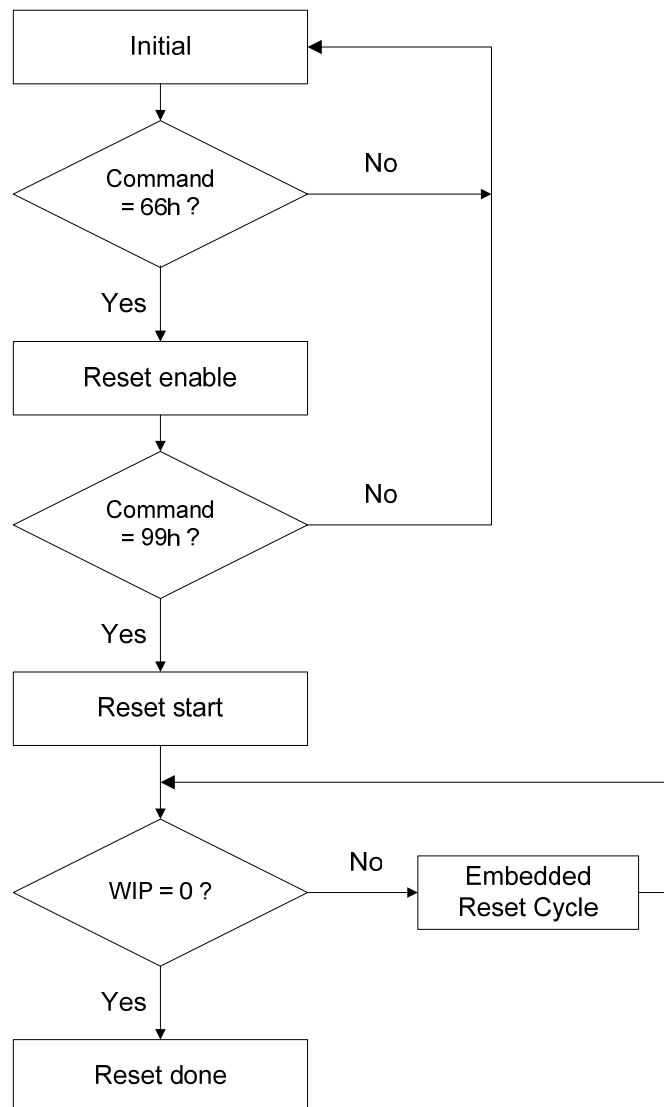 Initial
Command
= 66h ?
No
Yes
Reset enable
Command
= 99h ?
No
Yes
Reset start
WIP = 0 ?
No
Embedded
Reset Cycle
Yes
Reset done